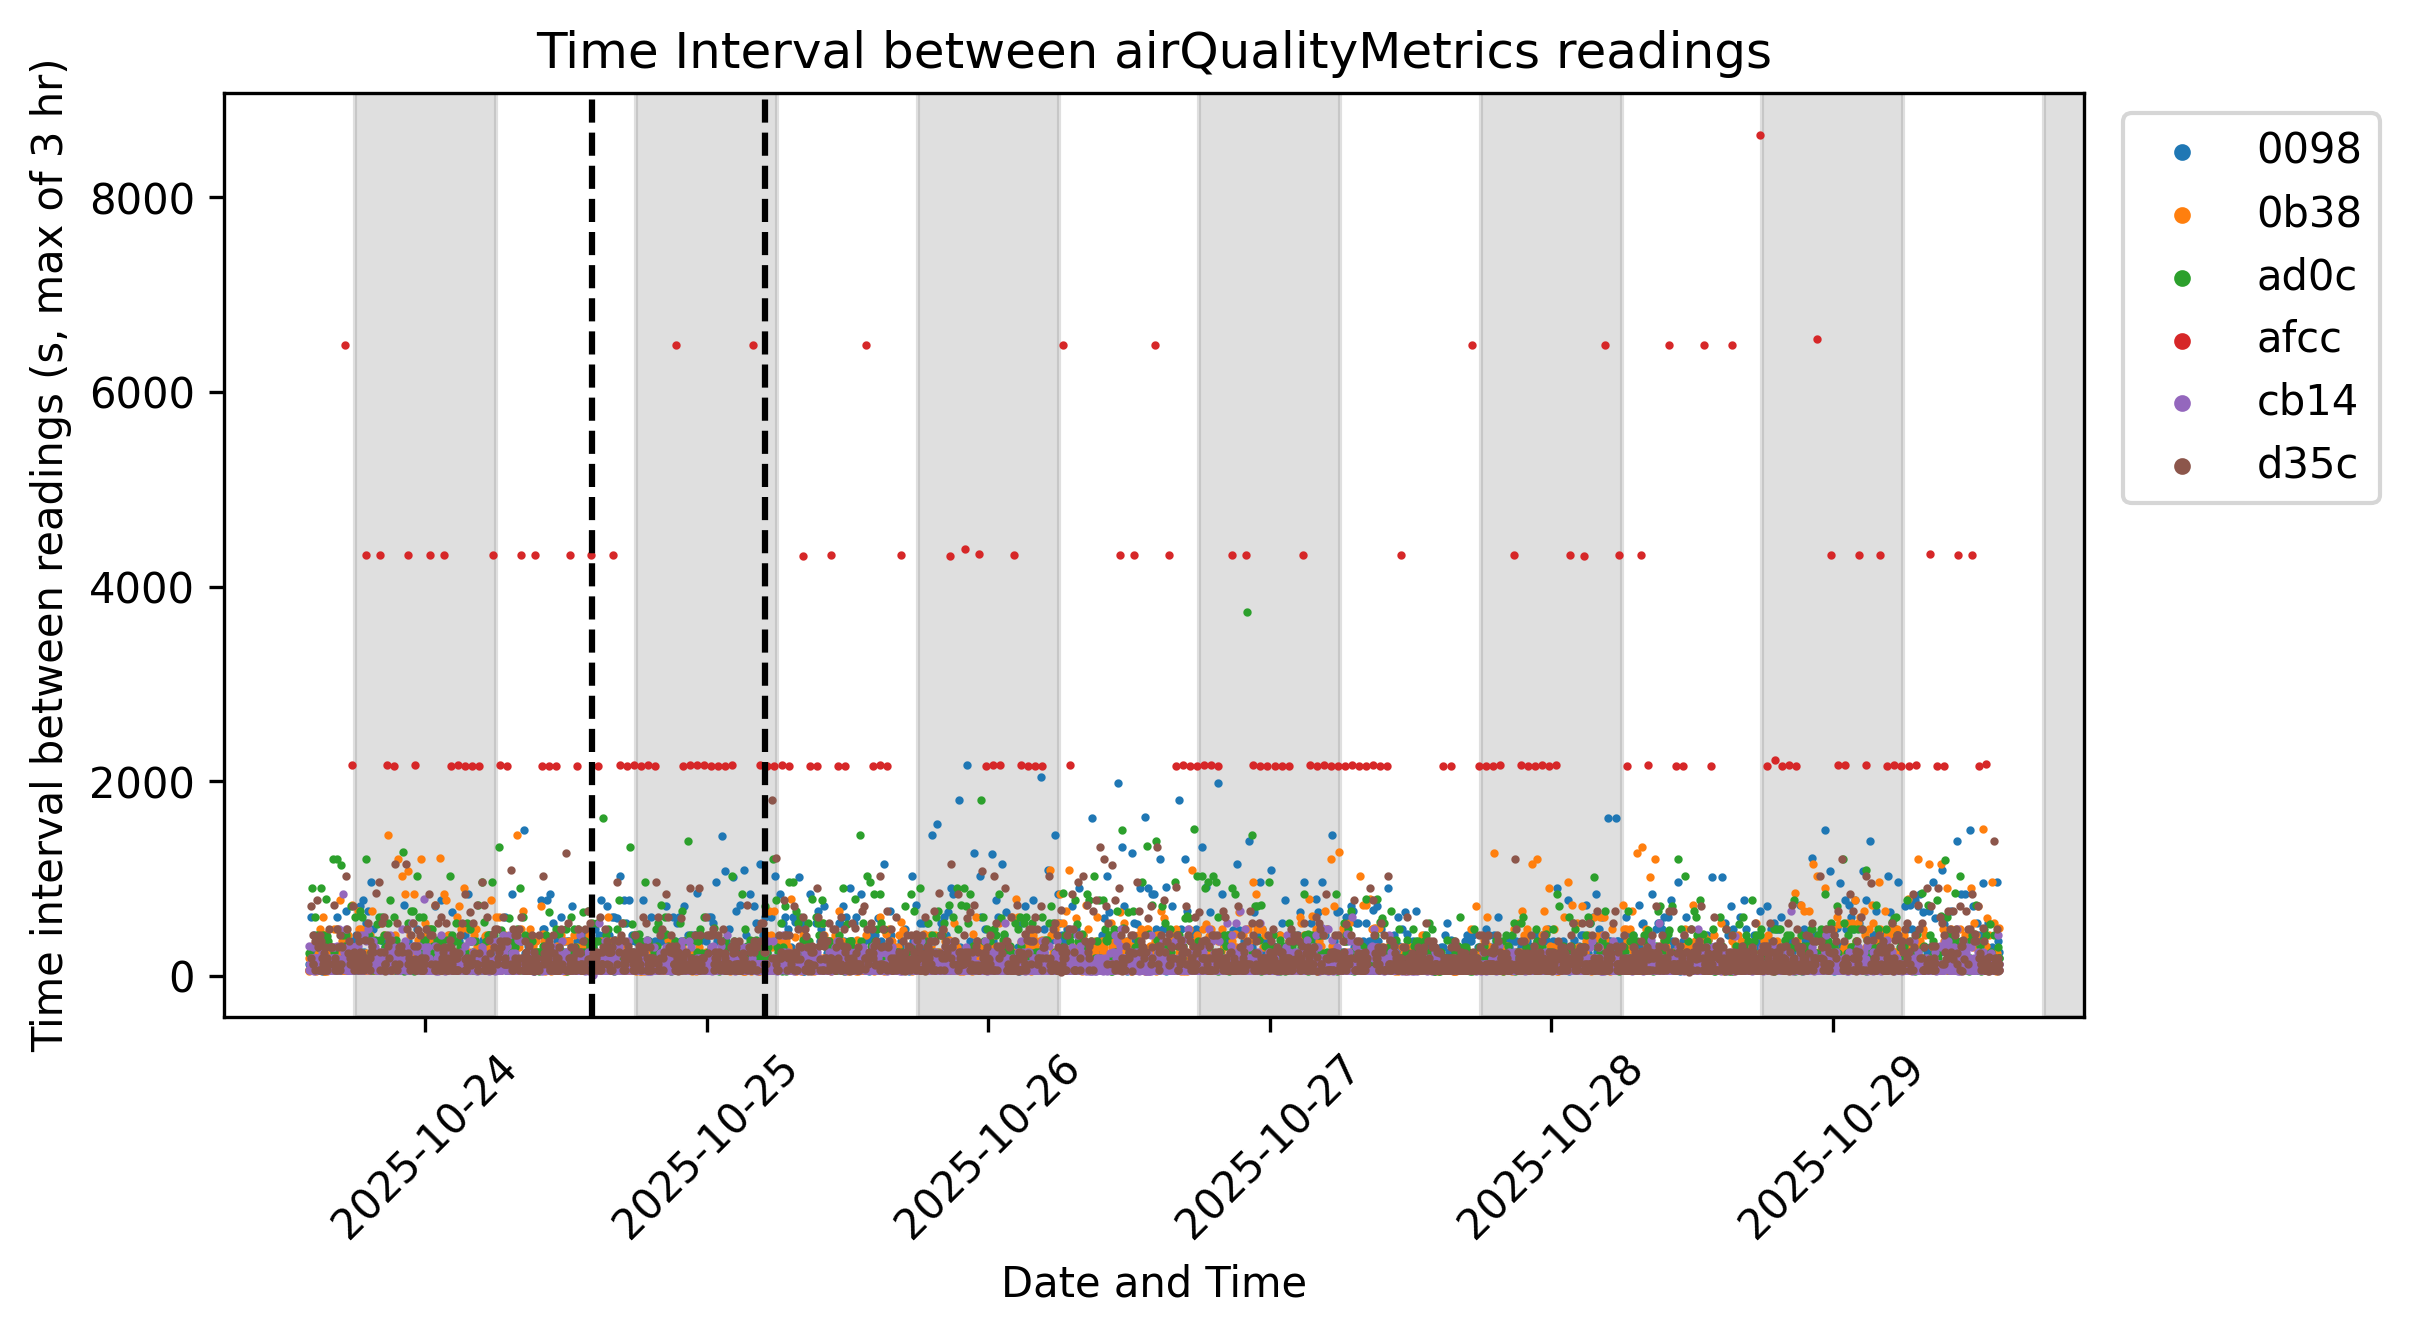 Time Interval between airQualityMetrics readings
Time interval between readings (s, max of 3 hr)
8000
6000
4000
2000
0
2025-10-24
2025-10-25
2025-10-26
2025-10-27
2025-10-28
2025-10-29
Date and Time
0098
0b38
ad0c
afcc
cb14
d35c